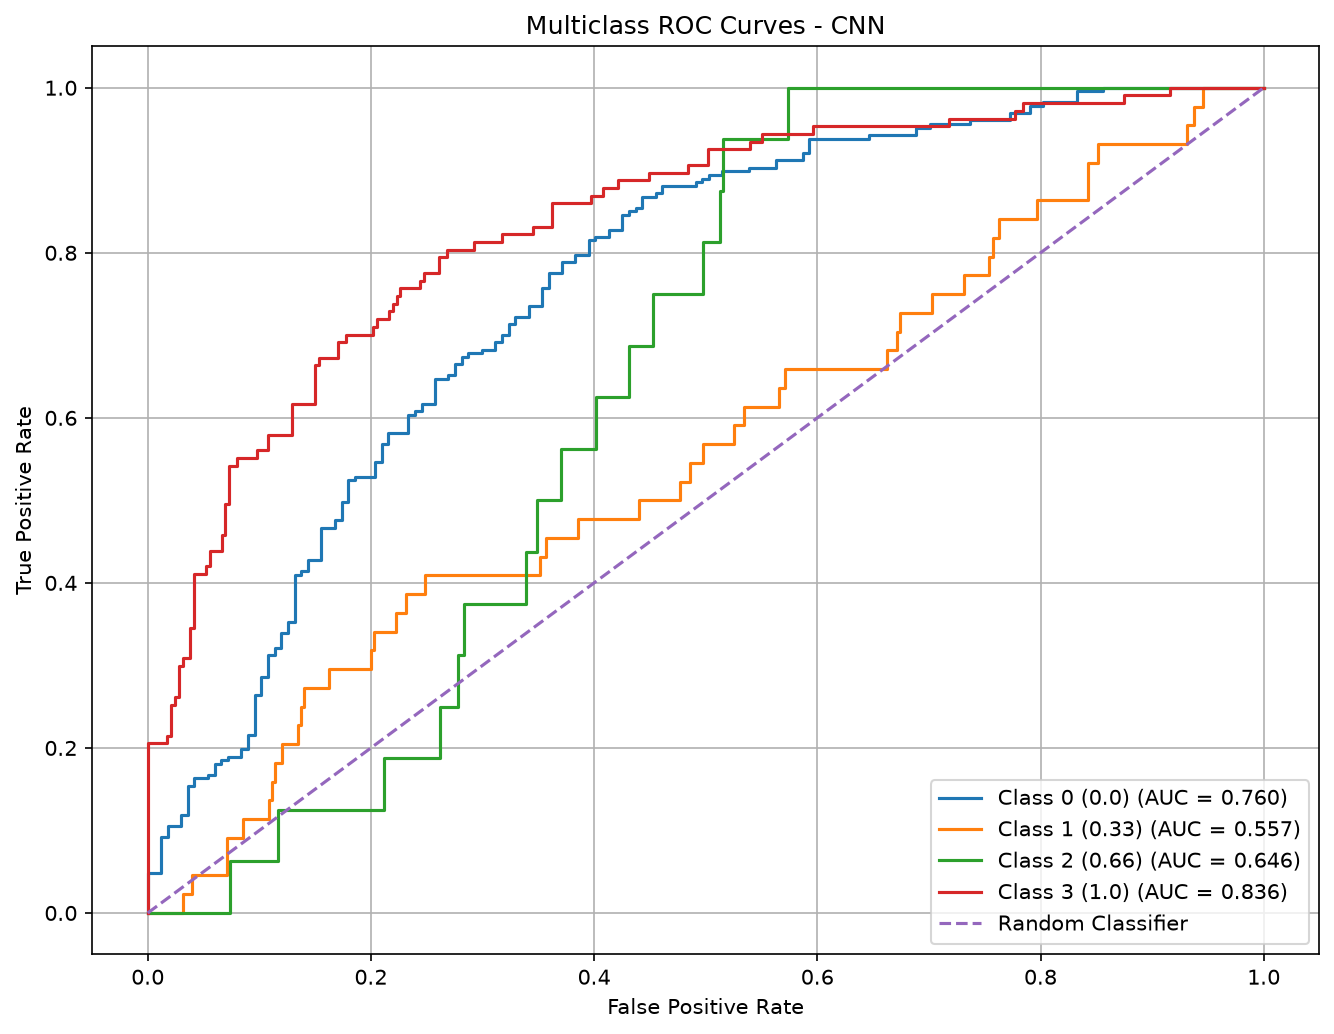 Multiclass ROC Curves - CNN
1.0
0.8
0.6
0.4
0.2
0.0
True Positive Rate
0.0 0.2 0.4 0.6 0.8 1.0
False Positive Rate
Class 0 (0.0) (AUC = 0.760)
Class 1 (0.33) (AUC = 0.557)
Class 2 (0.66) (AUC = 0.646)
Class 3 (1.0) (AUC = 0.836)
Random Classifier